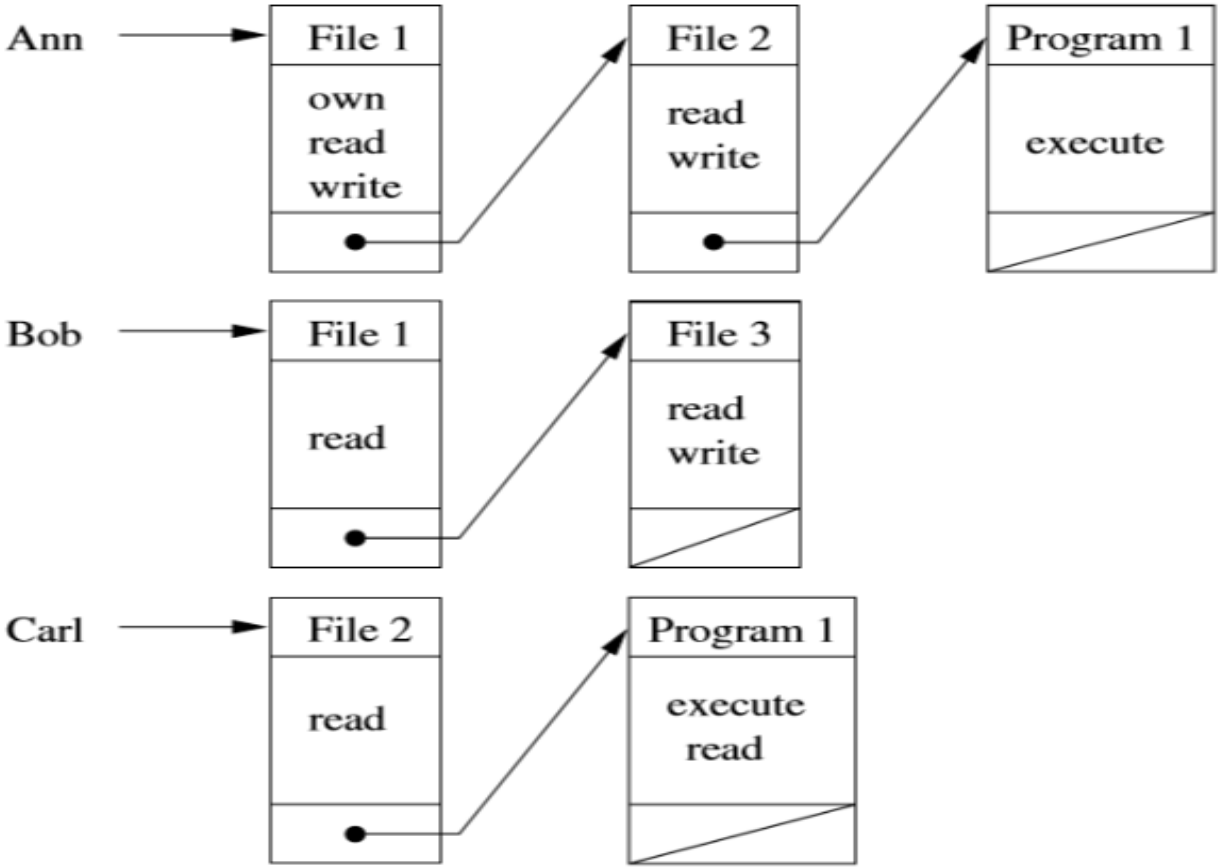 Ann
File 1
own
read
write
File 2
read
write
Program 1
execute
Bob
File 1
read
File 3
read
write
Carl
File 2
read
Program 1
execute
read